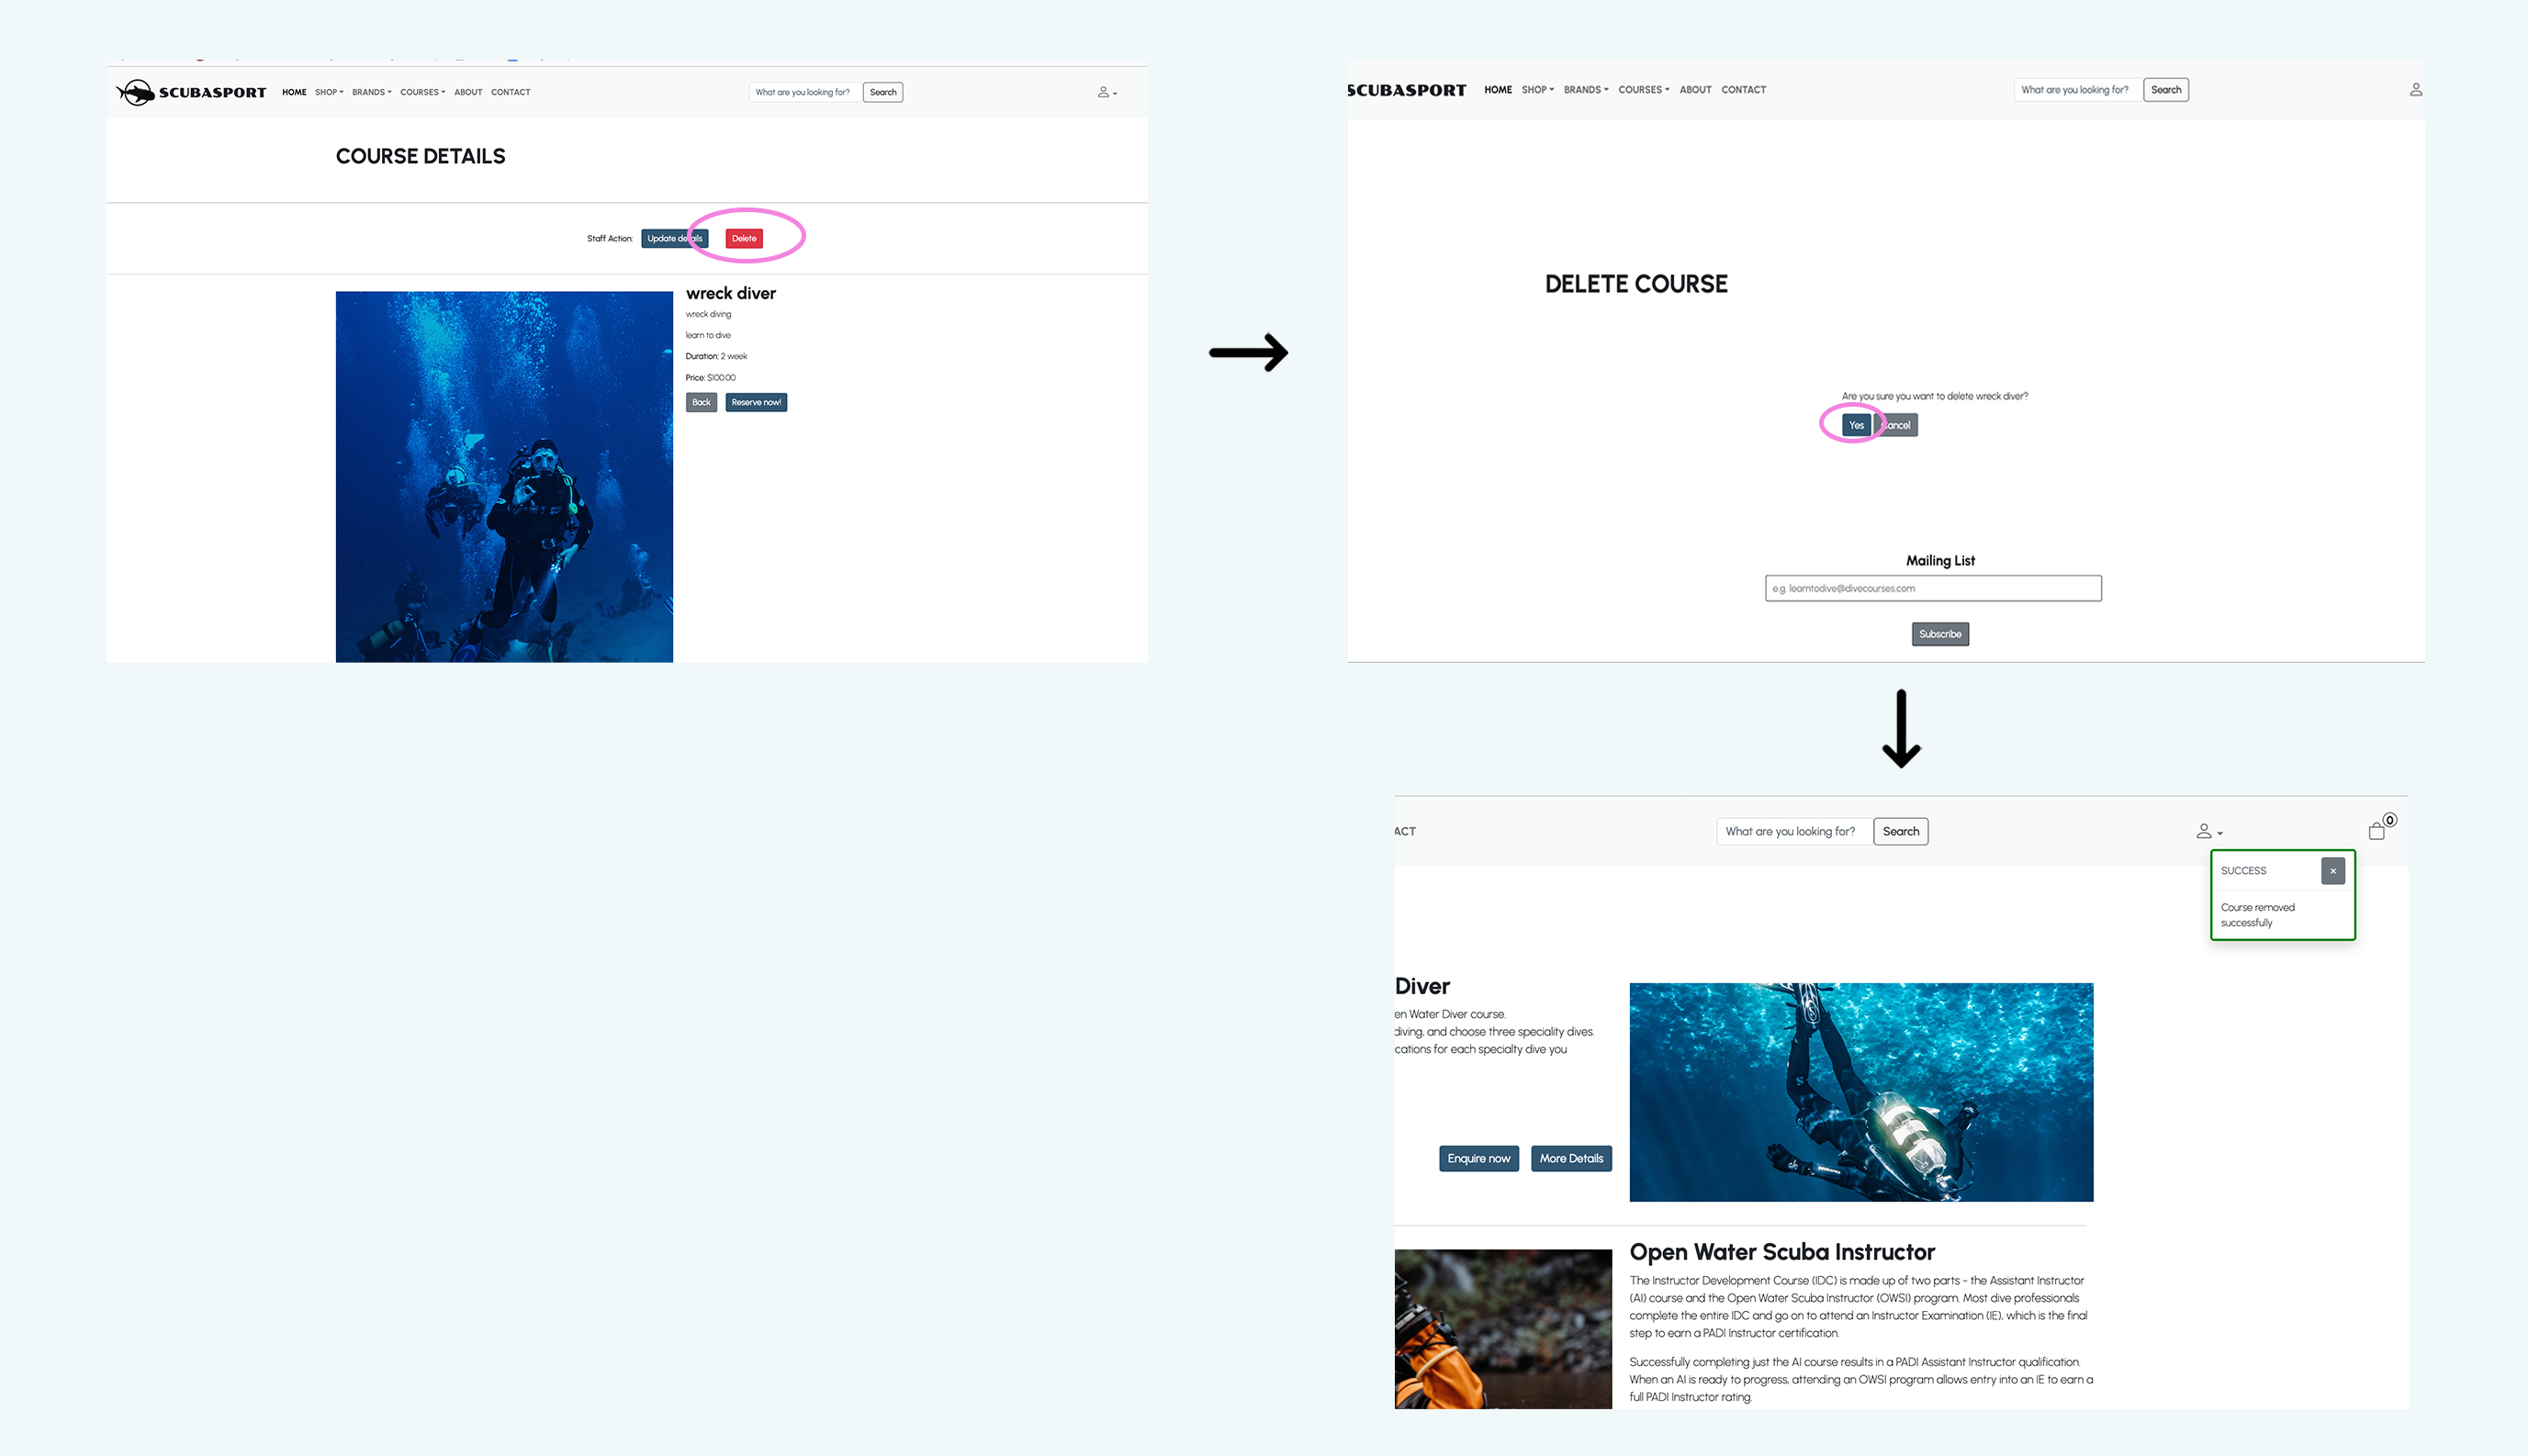 SCUBASPORT HOME SHOP BRANDS COURSES ABOUT CONTACT What are you looking for? Search
COURSE DETAILS
Staff Action: Update details Delete
wreck diver
wreck diving
learn to dive
Duration: 2 week
Price: $100.00
Back Reserve now!
SCUBASPORT HOME SHOP BRANDS COURSES ABOUT CONTACT What are you looking for? Search
DELETE COURSE
Are you sure you want to delete wreck diver?
Yes Cancel
Mailing List
e.g. learntodive@divecourses.com
Subscribe
ACT What are you looking for? Search 0
SUCCESS ×
Course removed
successfully
Diver
en Water Diver course.
diving, and choose three speciality dives.
cations for each specialty dive you
Enquire now More Details
Open Water Scuba Instructor
The Instructor Development Course (IDC) is made up of two parts - the Assistant Instructor
(AI) course and the Open Water Scuba Instructor (OWSI) program. Most dive professionals
complete the entire IDC and go on to attend an Instructor Examination (IE), which is the final
step to earn a PADI Instructor certification.
Successfully completing just the AI course results in a PADI Assistant Instructor qualification.
When an AI is ready to progress, attending an OWSI program allows entry into an IE to earn a
full PADI Instructor rating.